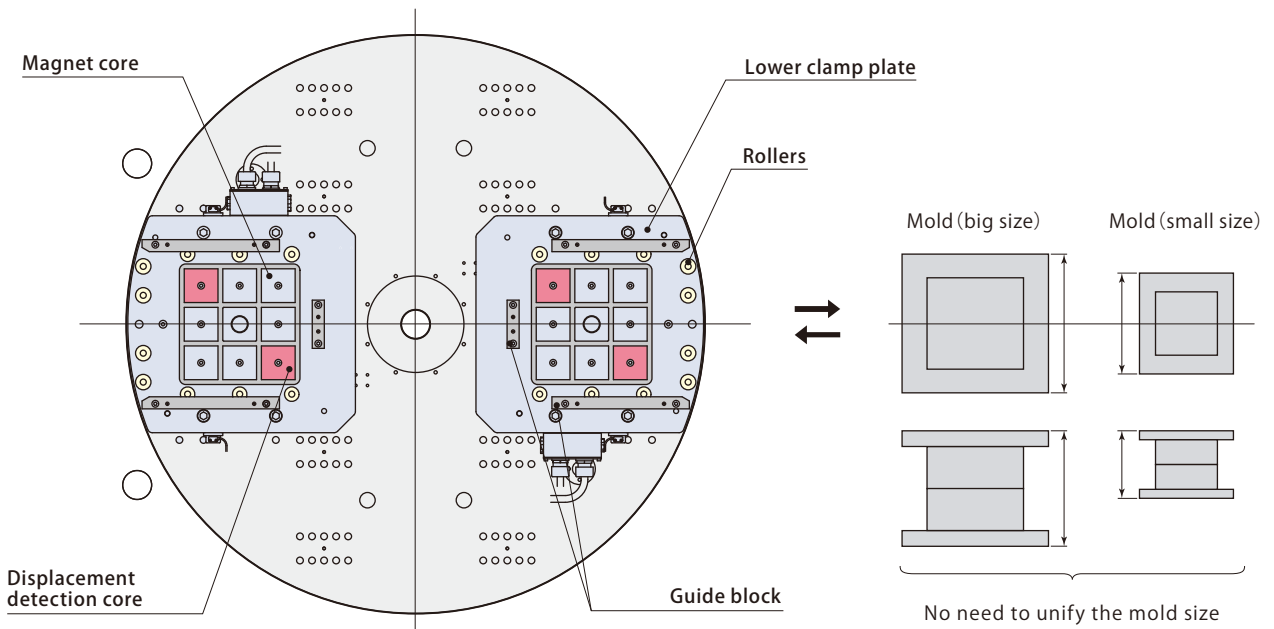 Magnet core
Lower clamp plate
Rollers
Mold（big size）
Mold（small size）
Displacement
detection core
Guide block
No need to unify the mold size